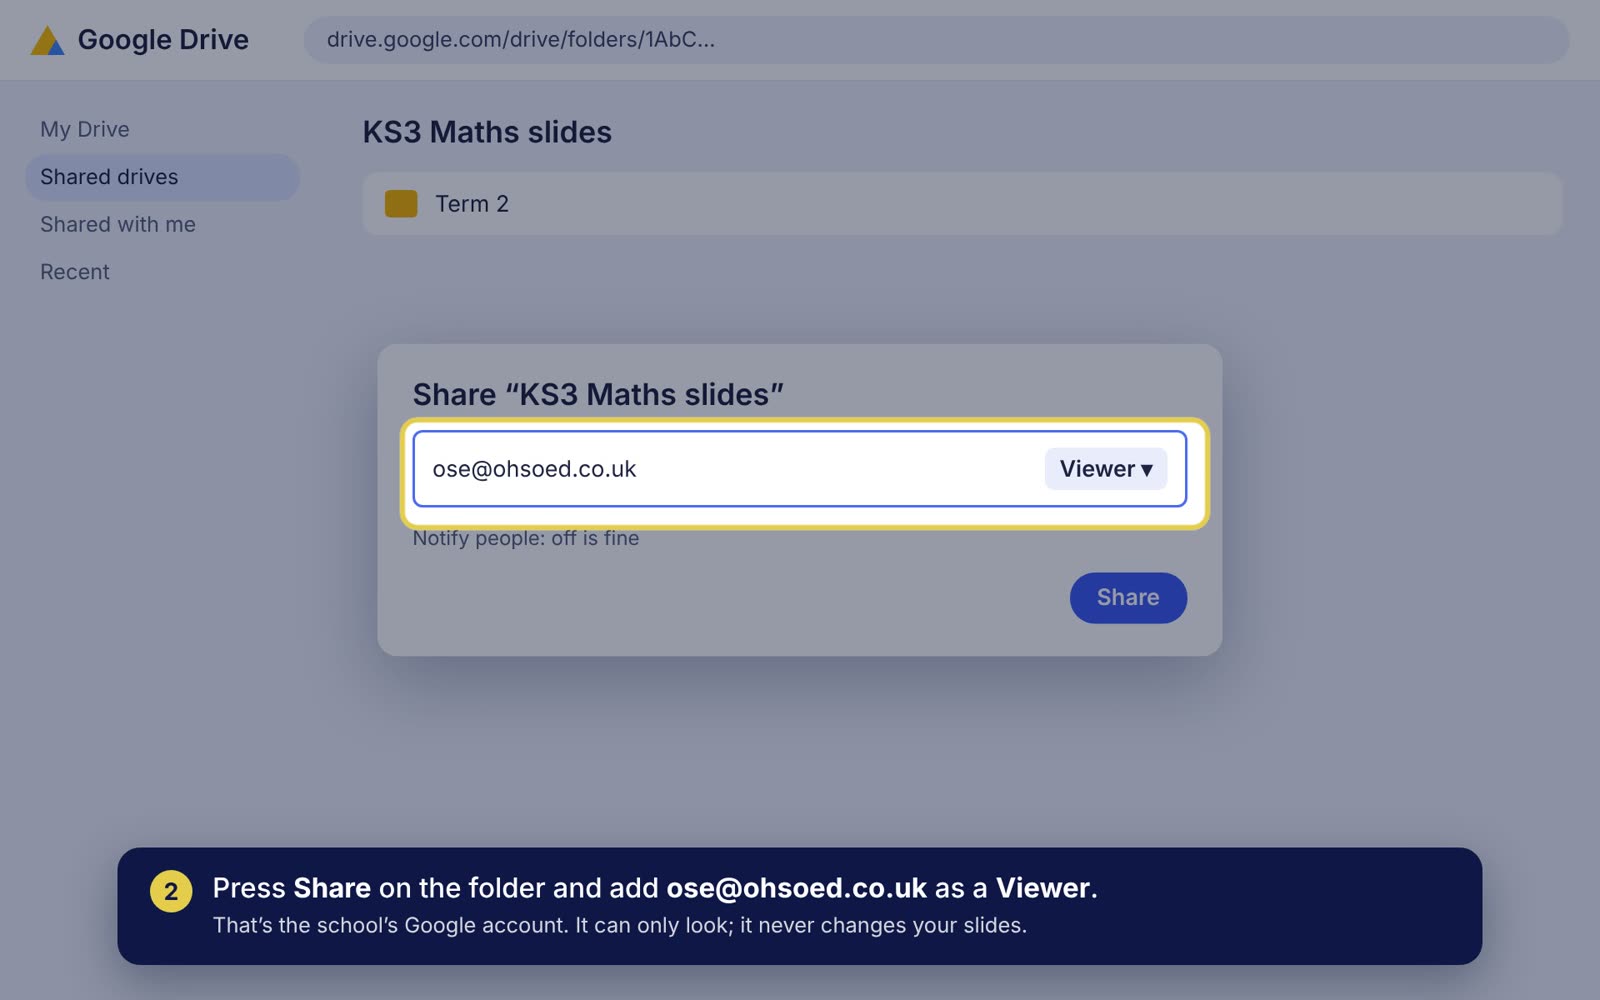 Google Drive
drive.google.com/drive/folders/1AbC...
My Drive
Shared drives
Shared with me
Recent
KS3 Maths slides
Term 2
Share “KS3 Maths slides”
ose@ohsoed.co.uk
Viewer ▾
Notify people: off is fine
Share
2
Press Share on the folder and add ose@ohsoed.co.uk as a Viewer.
That’s the school’s Google account. It can only look; it never changes your slides.